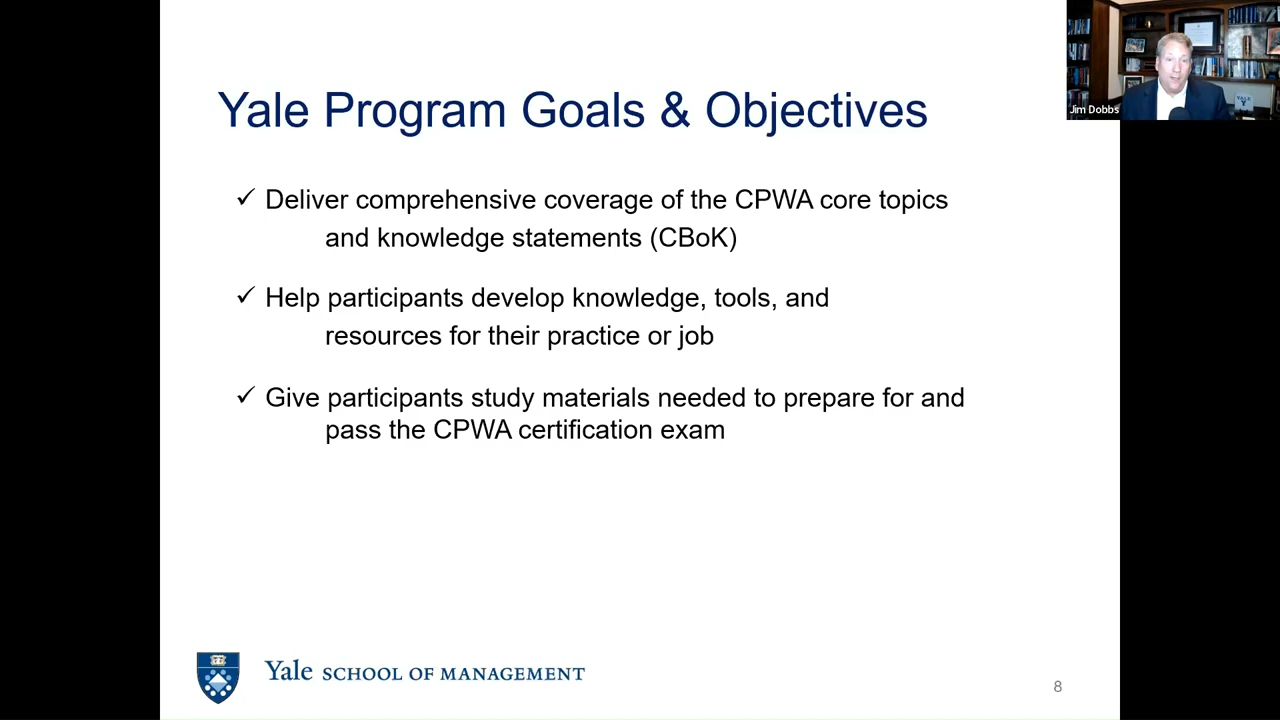 Yale Program Goals & Objectives
✓ Deliver comprehensive coverage of the CPWA core topics
and knowledge statements (CBoK)
✓ Help participants develop knowledge, tools, and
resources for their practice or job
✓ Give participants study materials needed to prepare for and
pass the CPWA certification exam
Yale SCHOOL OF MANAGEMENT
8
Jim Dobbs
YALE
Y